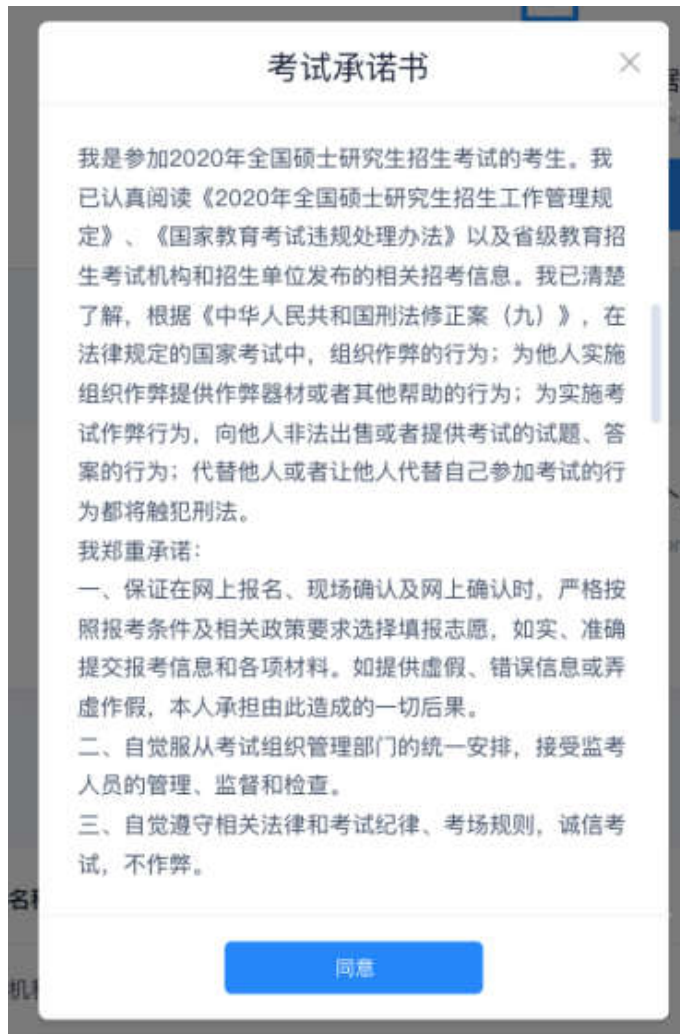 考试承诺书
我是参加2020年全国硕士研究生招生考试的考生。我
已认真阅读《2020年全国硕士研究生招生工作管理规
定》、《国家教育考试违规处理办法》以及省级教育招
生考试机构和招生单位发布的相关招考信息。我已清楚
了解，根据《中华人民共和国刑法修正案（九）》，在
法律规定的国家考试中，组织作弊的行为；为他人实施
组织作弊提供作弊器材或者其他帮助的行为；为实施考
试作弊行为，向他人非法出售或者提供考试的试题、答
案的行为；代替他人或者让他人代替自己参加考试的行
为都将触犯刑法。
我郑重承诺：
一、保证在网上报名、现场确认及网上确认时，严格按
照报考条件及相关政策要求选择填报志愿，如实、准确
提交报考信息和各项材料。如提供虚假、错误信息或弄
虚作假，本人承担由此造成的一切后果。
二、自觉服从考试组织管理部门的统一安排，接受监考
人员的管理、监督和检查。
三、自觉遵守相关法律和考试纪律、考场规则，诚信考
试，不作弊。
同意